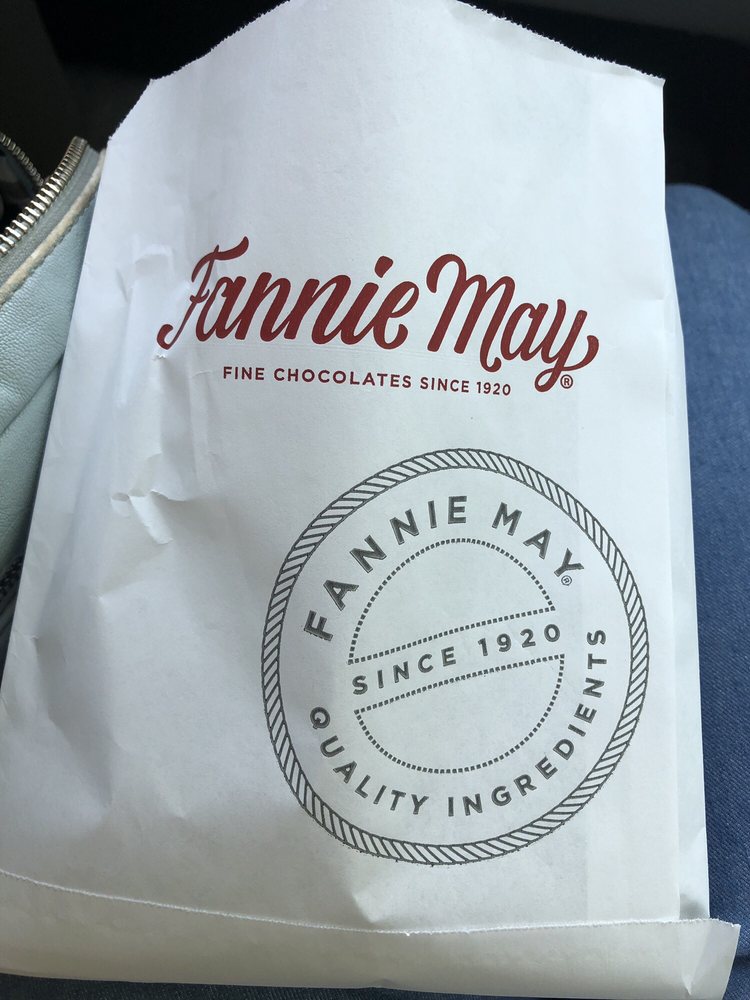 Fannie May®
FINE CHOCOLATES SINCE 1920
FANNIE MAY®
SINCE 1920
QUALITY INGREDIENTS